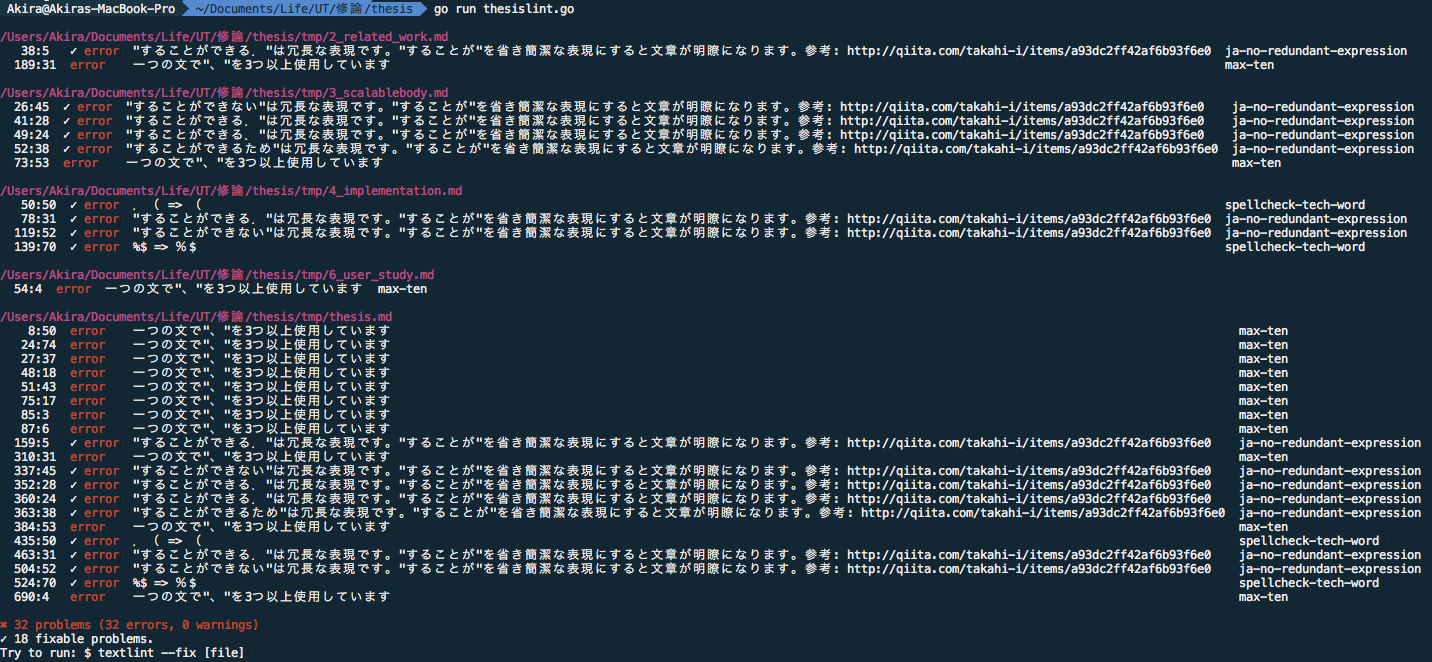 Akira@Akiras-MacBook-Pro ~/Documents/Life/UT/修論/thesis go run thesislint.go
/Users/Akira/Documents/Life/UT/修論/thesis/tmp/2_related_work.md
38:5 ✓ error "することができる."は冗長な表現です。"することが"を省き簡潔な表現にすると文章が明瞭になります。参考: http://qiita.com/takahi-i/items/a93dc2ff42af6b93f6e0 ja-no-redundant-expression
189:31 error 一つの文で"、"を3つ以上使用しています max-ten
/Users/Akira/Documents/Life/UT/修論/thesis/tmp/3_scalablebody.md
26:45 ✓ error "することができない"は冗長な表現です。"することが"を省き簡潔な表現にすると文章が明瞭になります。参考: http://qiita.com/takahi-i/items/a93dc2ff42af6b93f6e0 ja-no-redundant-expression
41:28 ✓ error "することができる."は冗長な表現です。"することが"を省き簡潔な表現にすると文章が明瞭になります。参考: http://qiita.com/takahi-i/items/a93dc2ff42af6b93f6e0 ja-no-redundant-expression
49:24 ✓ error "することができる."は冗長な表現です。"することが"を省き簡潔な表現にすると文章が明瞭になります。参考: http://qiita.com/takahi-i/items/a93dc2ff42af6b93f6e0 ja-no-redundant-expression
52:38 ✓ error "することができるため"は冗長な表現です。"することが"を省き簡潔な表現にすると文章が明瞭になります。参考: http://qiita.com/takahi-i/items/a93dc2ff42af6b93f6e0 ja-no-redundant-expression
73:53 error 一つの文で"、"を3つ以上使用しています max-ten
/Users/Akira/Documents/Life/UT/修論/thesis/tmp/4_implementation.md
50:50 ✓ error . ( => (  spellcheck-tech-word
78:31 ✓ error "することができる."は冗長な表現です。"することが"を省き簡潔な表現にすると文章が明瞭になります。参考: http://qiita.com/takahi-i/items/a93dc2ff42af6b93f6e0 ja-no-redundant-expression
119:52 ✓ error "することができない"は冗長な表現です。"することが"を省き簡潔な表現にすると文章が明瞭になります。参考: http://qiita.com/takahi-i/items/a93dc2ff42af6b93f6e0 ja-no-redundant-expression
139:70 ✓ error %$ => ％$ spellcheck-tech-word
/Users/Akira/Documents/Life/UT/修論/thesis/tmp/6_user_study.md
54:4 error 一つの文で"、"を3つ以上使用しています max-ten
/Users/Akira/Documents/Life/UT/修論/thesis/tmp/thesis.md
8:50 error 一つの文で"、"を3つ以上使用しています max-ten
24:74 error 一つの文で"、"を3つ以上使用しています max-ten
27:37 error 一つの文で"、"を3つ以上使用しています max-ten
48:18 error 一つの文で"、"を3つ以上使用しています max-ten
51:43 error 一つの文で"、"を3つ以上使用しています max-ten
75:17 error 一つの文で"、"を3つ以上使用しています max-ten
85:3 error 一つの文で"、"を3つ以上使用しています max-ten
87:6 error 一つの文で"、"を3つ以上使用しています max-ten
159:5 ✓ error "することができる."は冗長な表現です。"することが"を省き簡潔な表現にすると文章が明瞭になります。参考: http://qiita.com/takahi-i/items/a93dc2ff42af6b93f6e0 ja-no-redundant-expression
310:31 error 一つの文で"、"を3つ以上使用しています max-ten
337:45 ✓ error "することができない"は冗長な表現です。"することが"を省き簡潔な表現にすると文章が明瞭になります。参考: http://qiita.com/takahi-i/items/a93dc2ff42af6b93f6e0 ja-no-redundant-expression
352:28 ✓ error "することができる."は冗長な表現です。"することが"を省き簡潔な表現にすると文章が明瞭になります。参考: http://qiita.com/takahi-i/items/a93dc2ff42af6b93f6e0 ja-no-redundant-expression
360:24 ✓ error "することができる."は冗長な表現です。"することが"を省き簡潔な表現にすると文章が明瞭になります。参考: http://qiita.com/takahi-i/items/a93dc2ff42af6b93f6e0 ja-no-redundant-expression
363:38 ✓ error "することができるため"は冗長な表現です。"することが"を省き簡潔な表現にすると文章が明瞭になります。参考: http://qiita.com/takahi-i/items/a93dc2ff42af6b93f6e0 ja-no-redundant-expression
384:53 error 一つの文で"、"を3つ以上使用しています max-ten
435:50 ✓ error . ( => ( spellcheck-tech-word
463:31 ✓ error "することができる."は冗長な表現です。"することが"を省き簡潔な表現にすると文章が明瞭になります。参考: http://qiita.com/takahi-i/items/a93dc2ff42af6b93f6e0 ja-no-redundant-expression
504:52 ✓ error "することができない"は冗長な表現です。"することが"を省き簡潔な表現にすると文章が明瞭になります。参考: http://qiita.com/takahi-i/items/a93dc2ff42af6b93f6e0 ja-no-redundant-expression
524:70 ✓ error %$ => ％$ spellcheck-tech-word
690:4 error 一つの文で"、"を3つ以上使用しています max-ten
✖ 32 problems (32 errors, 0 warnings)
✓ 18 fixable problems.
Try to run: $ textlint --fix [file]